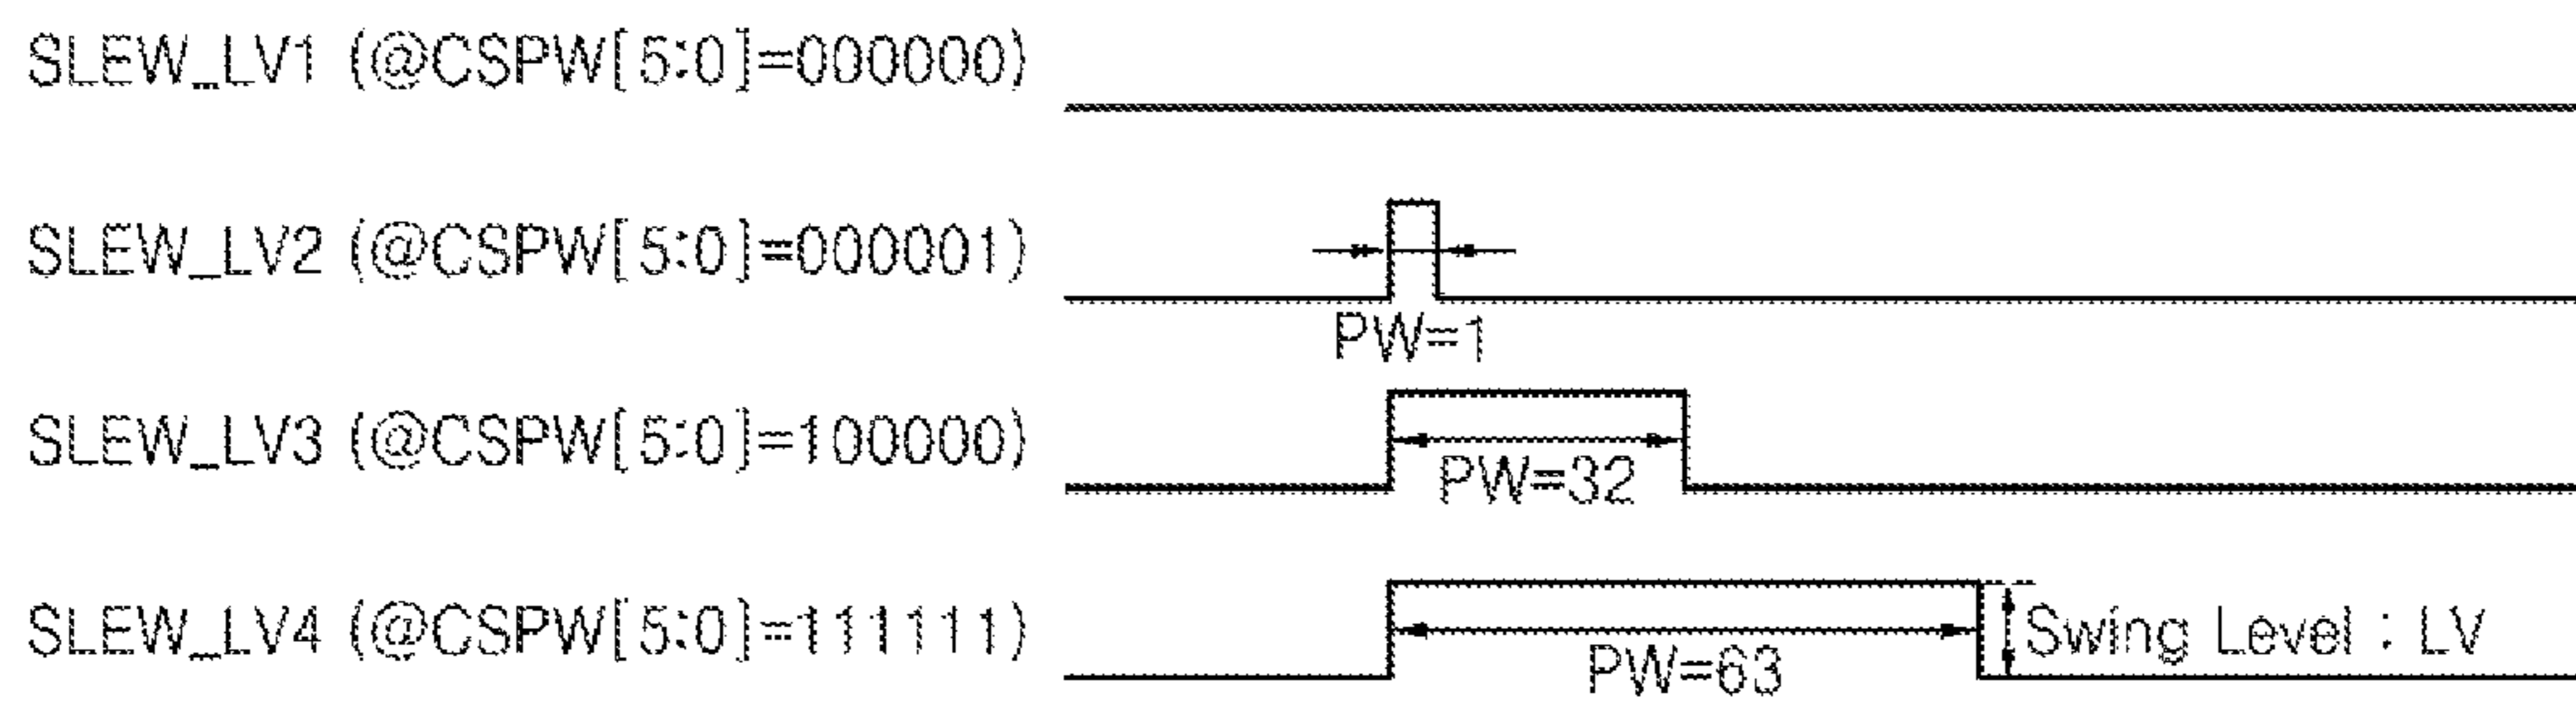 SLEW_LV1 (@CSPW[5:0]=000000)
SLEW_LV2 (@CSPW[5:0]=000001)
PW=1
SLEW_LV3 (@CSPW[5:0]=100000)
PW=32
SLEW_LV4 (@CSPW[5:0]=111111)
Swing Level : LV
PW=63